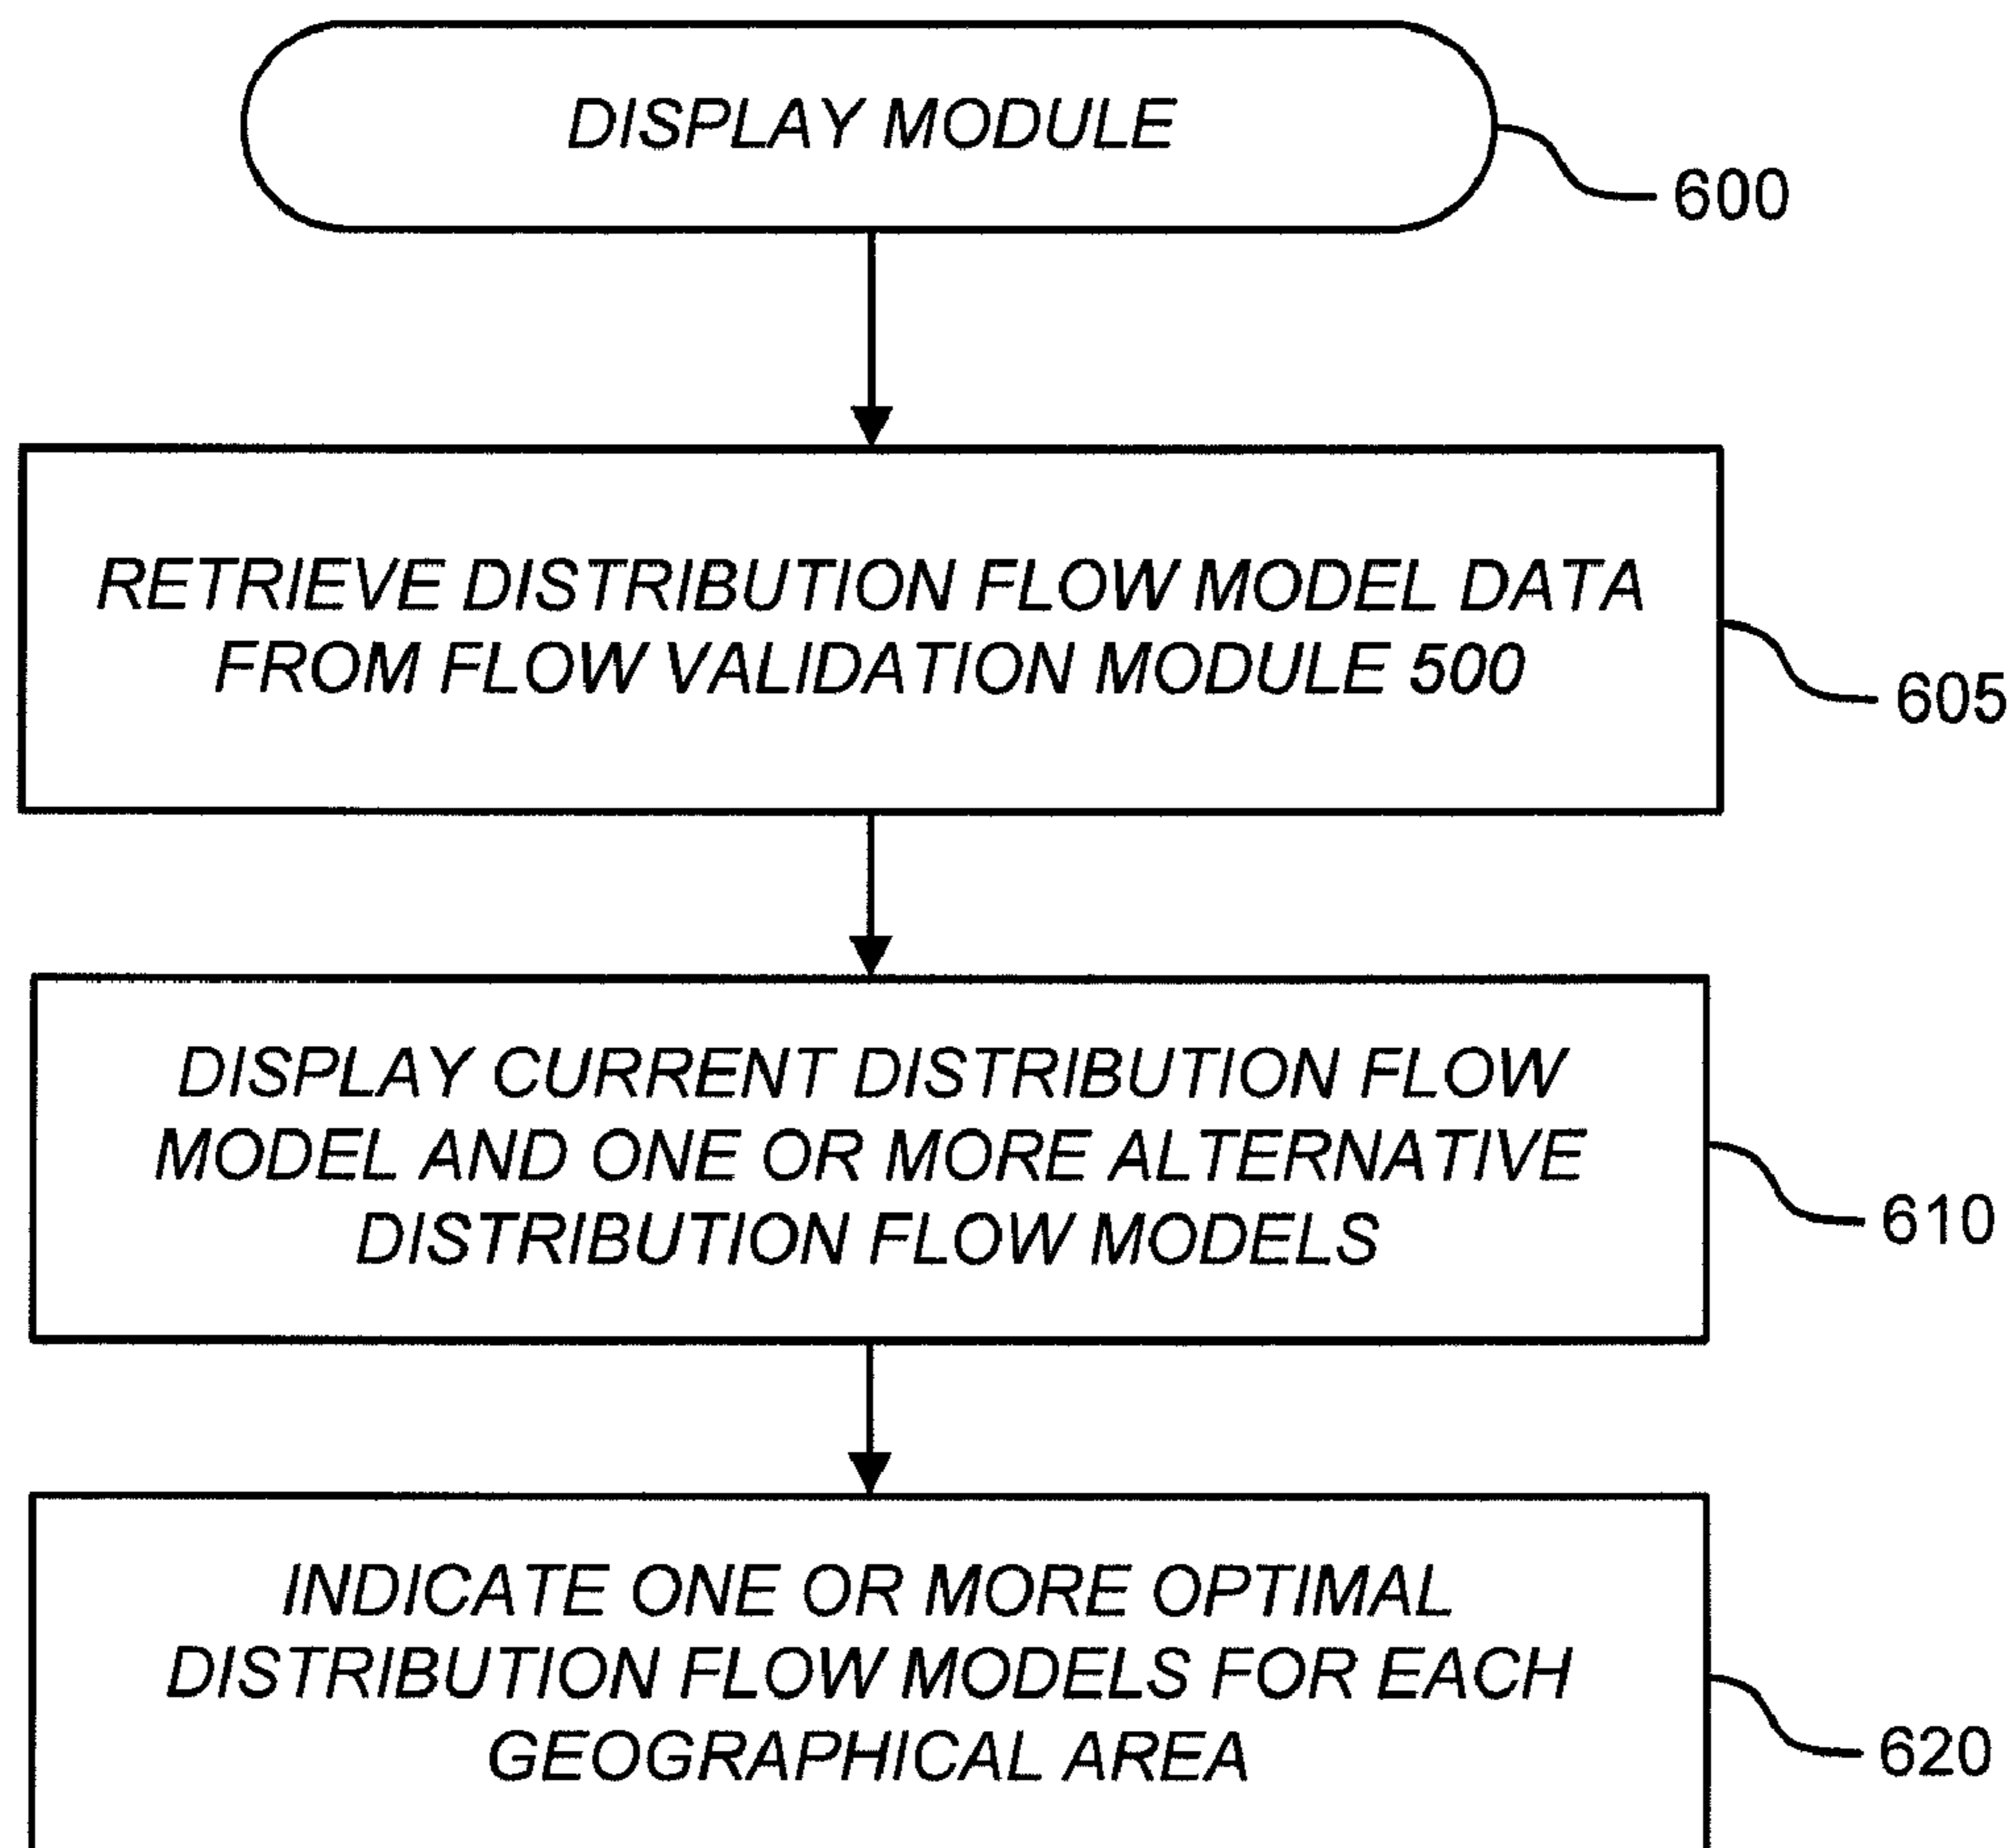 DISPLAY MODULE
600
RETRIEVE DISTRIBUTION FLOW MODEL DATA
FROM FLOW VALIDATION MODULE 500
605
DISPLAY CURRENT DISTRIBUTION FLOW
MODEL AND ONE OR MORE ALTERNATIVE
DISTRIBUTION FLOW MODELS
610
INDICATE ONE OR MORE OPTIMAL
DISTRIBUTION FLOW MODELS FOR EACH
GEOGRAPHICAL AREA
620